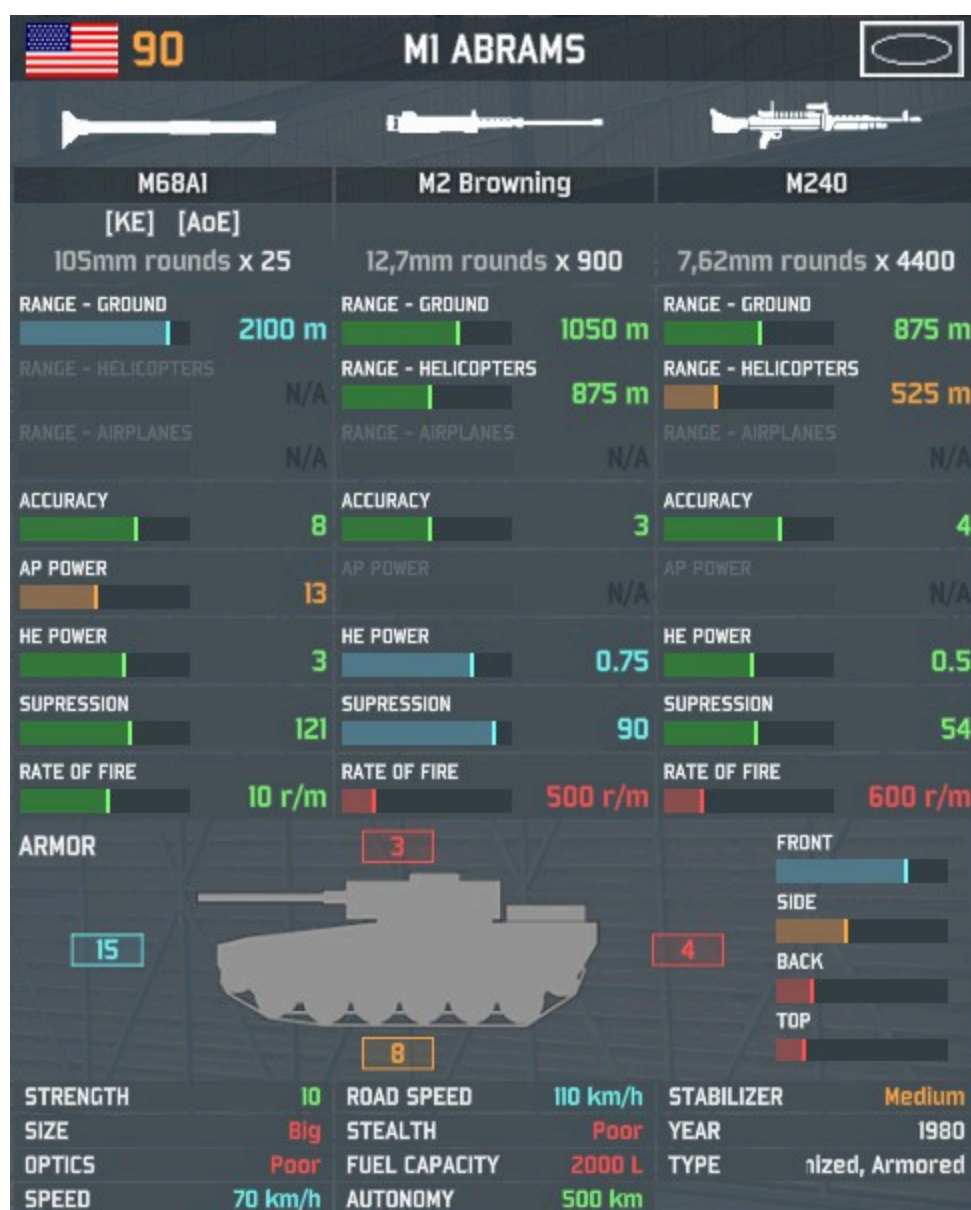 90 M1 ABRAMS
M68A1 M2 Browning M240
[KE] [AoE]
105mm rounds x 25 12,7mm rounds x 900 7,62mm rounds x 4400
RANGE - GROUND RANGE - GROUND RANGE - GROUND
2100 m 1050 m 875 m
RANGE - HELICOPTERS RANGE - HELICOPTERS RANGE - HELICOPTERS
N/A 875 m 525 m
RANGE - AIRPLANES RANGE - AIRPLANES RANGE - AIRPLANES
N/A N/A N/A
ACCURACY ACCURACY ACCURACY
8 3 4
AP POWER AP POWER AP POWER
13 N/A N/A
HE POWER HE POWER HE POWER
3 0.75 0.5
SUPRESSION SUPRESSION SUPRESSION
121 90 54
RATE OF FIRE RATE OF FIRE RATE OF FIRE
10 r/m 500 r/m 600 r/m
ARMOR 3 FRONT
SIDE
15 4
BACK
TOP
8
STRENGTH 10 ROAD SPEED 110 km/h STABILIZER Medium
SIZE Big STEALTH Poor YEAR 1980
OPTICS Poor FUEL CAPACITY 2000 L TYPE nized, Armored
SPEED 70 km/h AUTONOMY 500 km